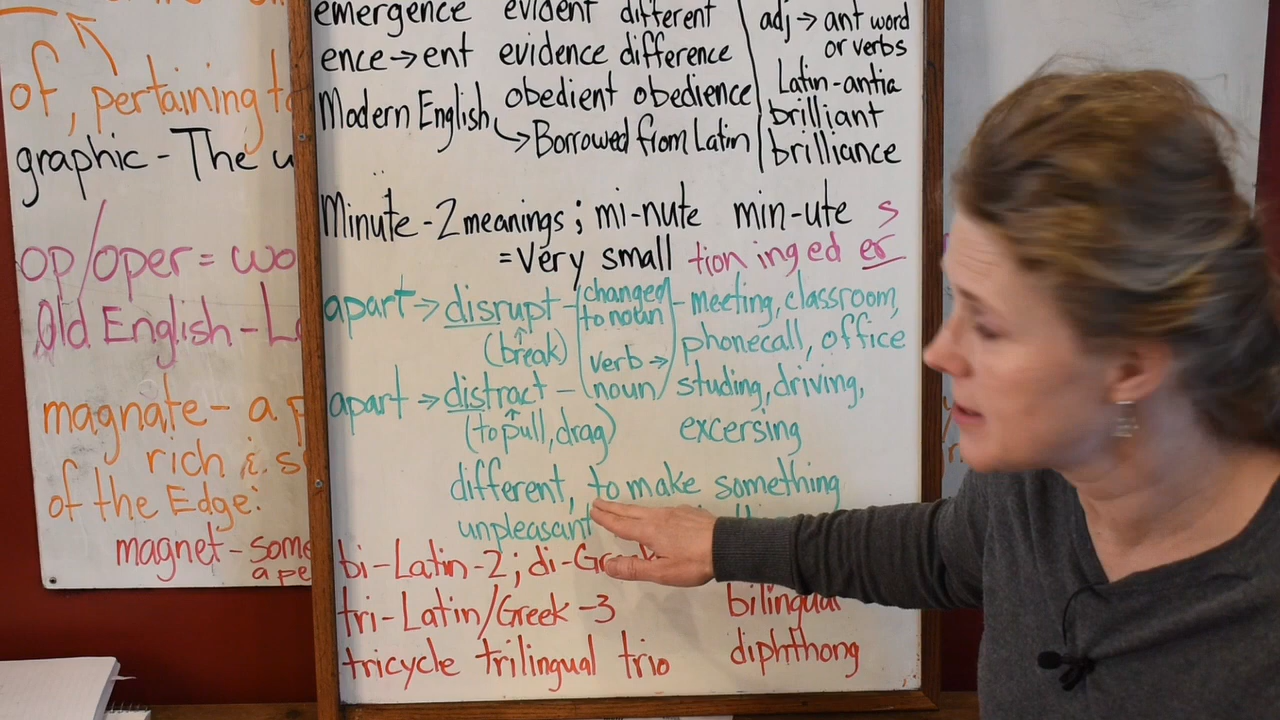 of, pertaining to
graphic - The
op/oper =
Old English -
magnate - a
rich
of the Edge:
magnet -
emergence evident different
ence → ent evidence difference
Modern English obedient obedience
↳ Borrowed from Latin
adj → ant word
or verbs
Latin-antia
brilliant
brilliance
Minute - 2 meanings ; mi-nute min-ute s
= Very small tion ing ed er
apart → disrupt - changed to noun - meeting, classroom,
(break) verb → phonecall, office
apart → distract - noun studing, driving,
(to pull, drag) excersing
different, to make something
unpleasant
bi-Latin-2 ; di-
tri-Latin/Greek -3 bilingual
tricycle trilingual trio diphthong